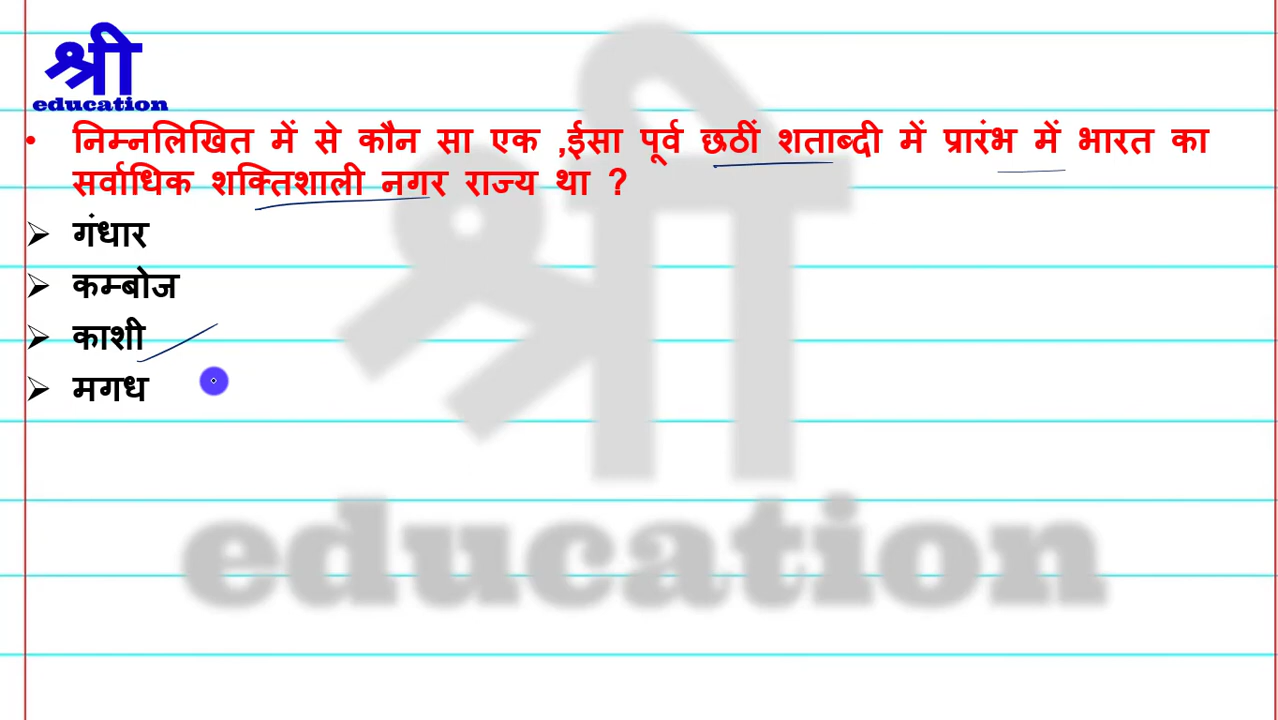 श्री
education
• निम्नलिखित में से कौन सा एक ,ईसा पूर्व छठीं शताब्दी में प्रारंभ में भारत का
सर्वाधिक शक्तिशाली नगर राज्य था ?
➢ गंधार
➢ कम्बोज
➢ काशी
➢ मगध
श्री
education